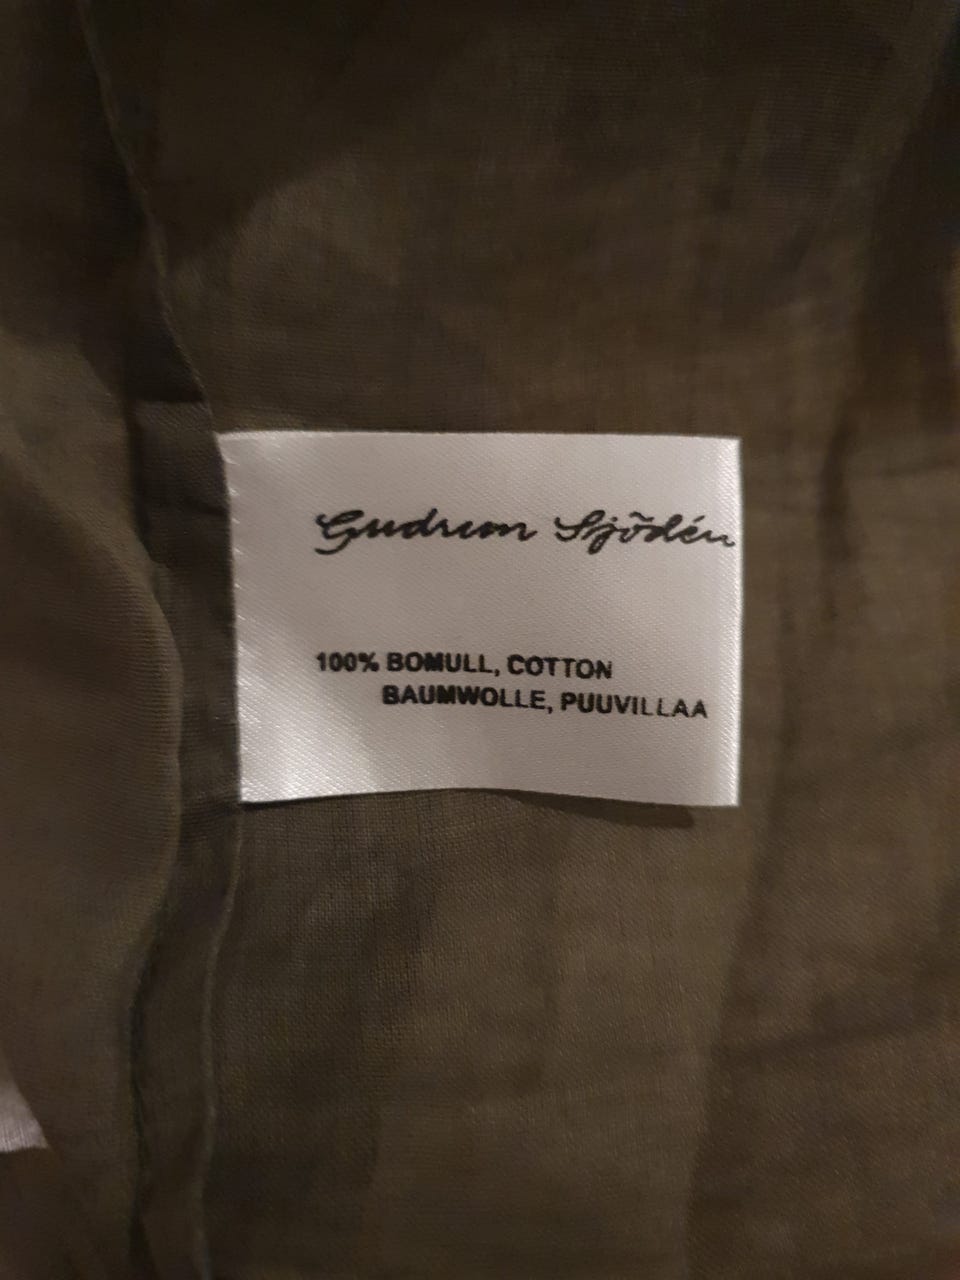 Gudrun Sjödén
100% BOMULL, COTTON
BAUMWOLLE, PUUVILLAA